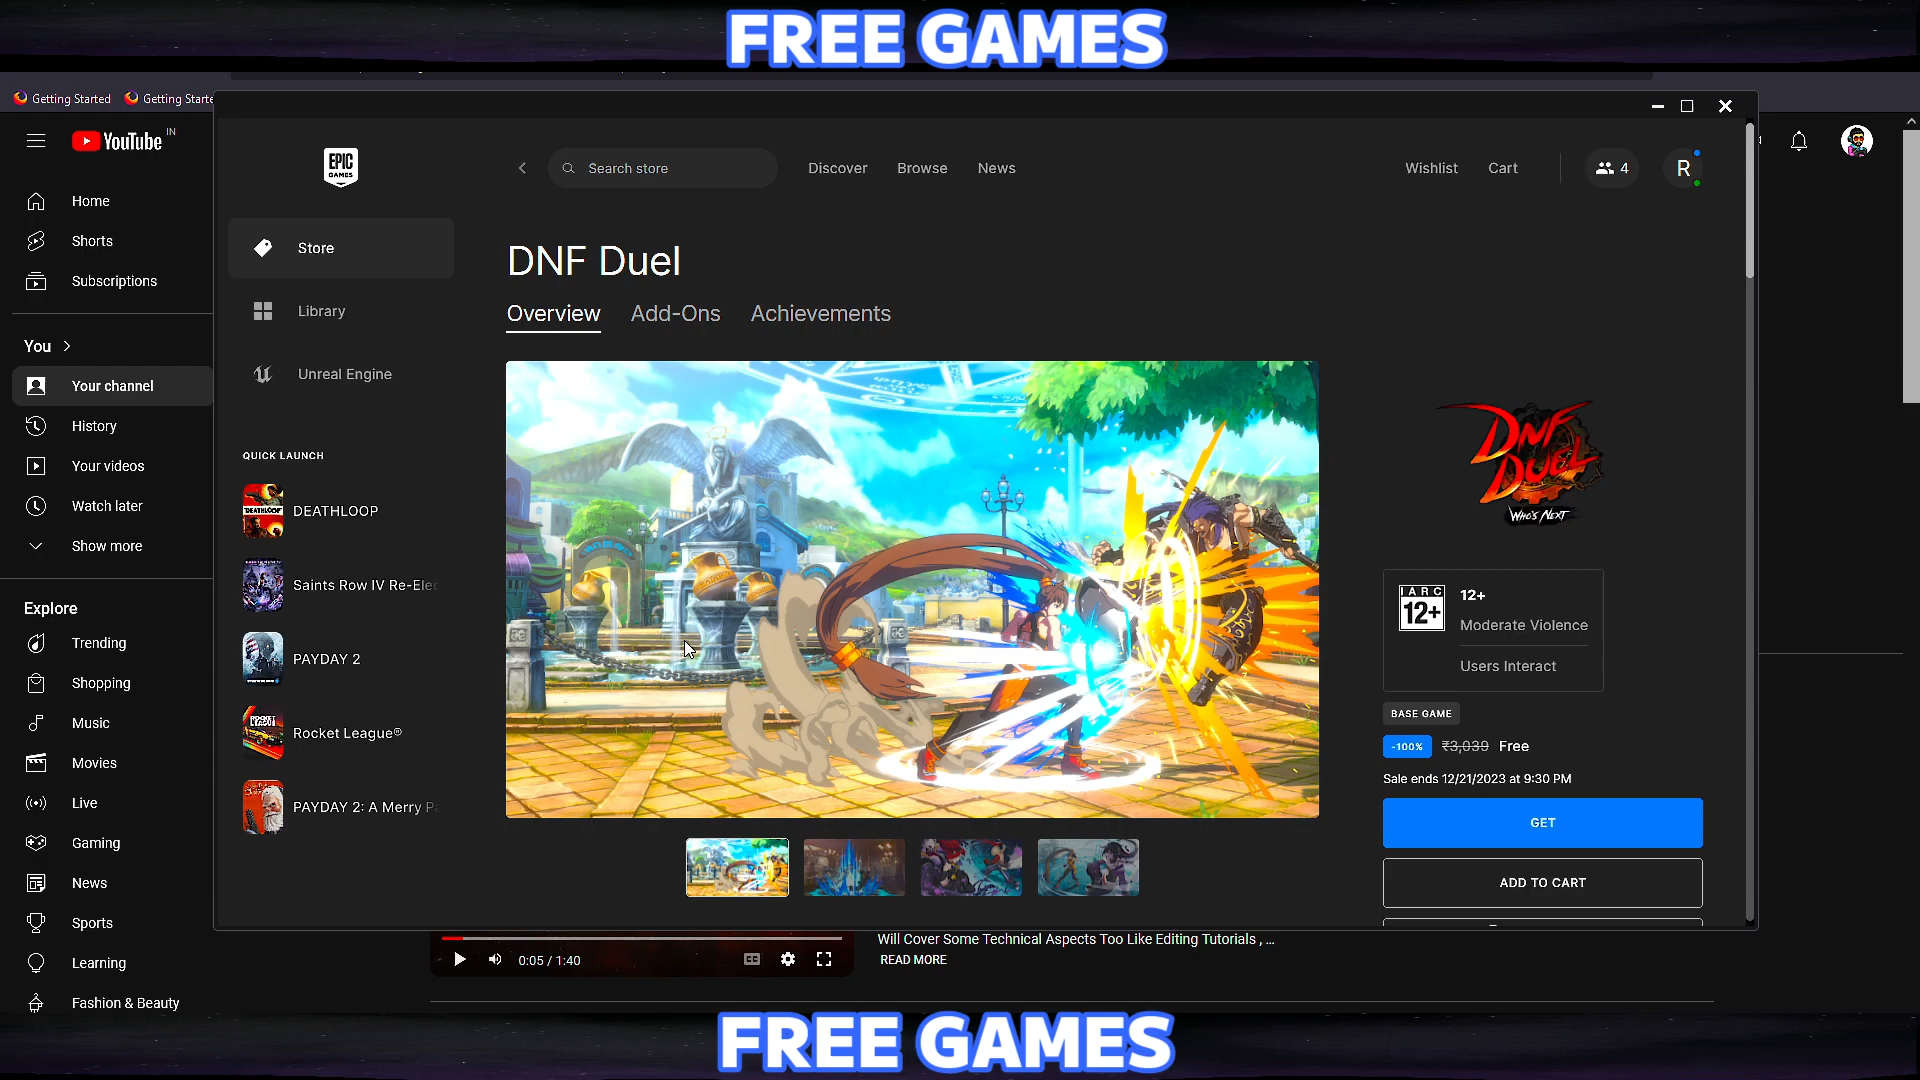 FREE GAMES
Getting Started
Getting Starte
YouTube IN
Home
Shorts
Subscriptions
You
Your channel
History
Your videos
Watch later
Show more
Explore
Trending
Shopping
Music
Movies
Live
Gaming
News
Sports
Learning
Fashion & Beauty
EPIC
GAMES
Search store
Discover
Browse
News
Wishlist
Cart
4
R
Store
Library
Unreal Engine
QUICK LAUNCH
DEATHLOOP
DEATHLOOP
Saints Row IV Re-Elec
PAYDAY 2
ROCKET
LEAGUE
Rocket League®
PAYDAY 2: A Merry P
DNF Duel
Overview
Add-Ons
Achievements
DNF
DUEL
WHO'S NEXT
IARC
12+
12+
Moderate Violence
Users Interact
BASE GAME
-100% ₹3,039 Free
Sale ends 12/21/2023 at 9:30 PM
GET
ADD TO CART
0:05 / 1:40
CC
Will Cover Some Technical Aspects Too Like Editing Tutorials , ...
READ MORE
FREE GAMES